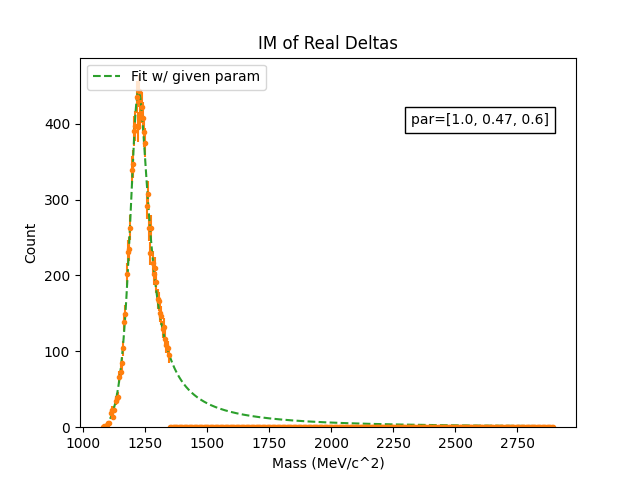 IM of Real Deltas
Fit w/ given param
par=[1.0, 0.47, 0.6]
Count
400
300
200
100
0
1000 1250 1500 1750 2000 2250 2500 2750
Mass (MeV/c^2)